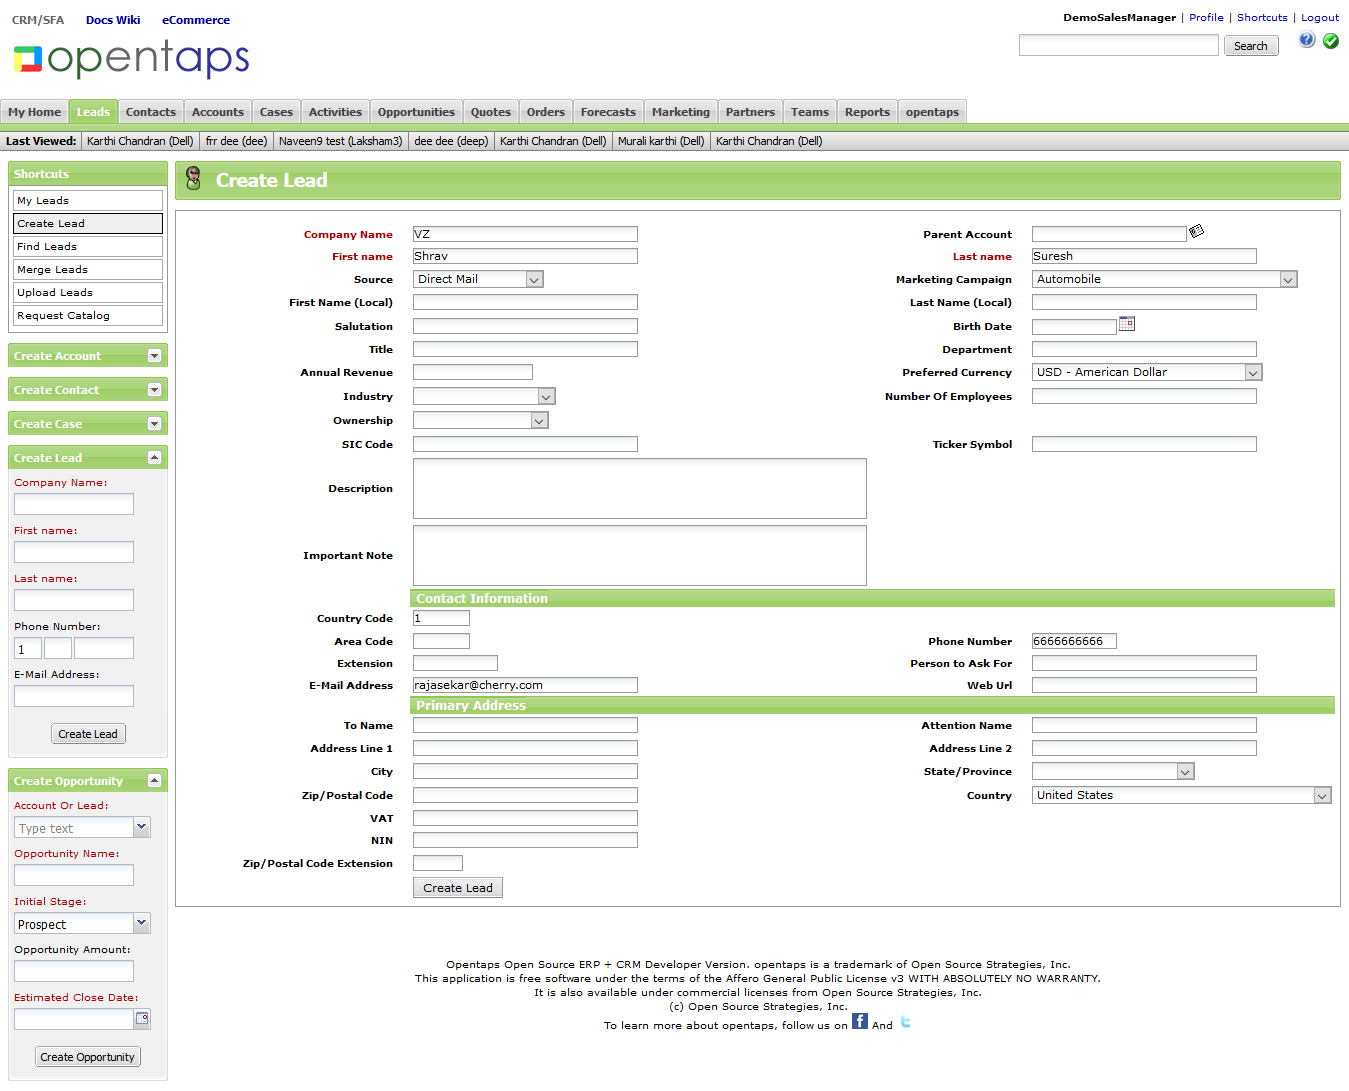 CRM/SFA Docs Wiki eCommerce
DemoSalesManager | Profile | Shortcuts | Logout
opentaps
Search
My Home Leads Contacts Accounts Cases Activities Opportunities Quotes Orders Forecasts Marketing Partners Teams Reports opentaps
Last Viewed: Karthi Chandran (Dell) frr dee (dee) Naveen9 test (Laksham3) dee dee (deep) Karthi Chandran (Dell) Murali karthi (Dell) Karthi Chandran (Dell)
Shortcuts
My Leads
Create Lead
Find Leads
Merge Leads
Upload Leads
Request Catalog
Create Account
Create Contact
Create Case
Create Lead
Company Name:
First name:
Last name:
Phone Number:
1
E-Mail Address:
Create Lead
Create Opportunity
Account Or Lead:
Type text
Opportunity Name:
Initial Stage:
Prospect
Opportunity Amount:
Estimated Close Date:
Create Opportunity
Create Lead
Company Name VZ Parent Account
First name Shrav Last name Suresh
Source Direct Mail Marketing Campaign Automobile
First Name (Local) Last Name (Local)
Salutation Birth Date
Title Department
Annual Revenue Preferred Currency USD - American Dollar
Industry Number Of Employees
Ownership
SIC Code Ticker Symbol
Description
Important Note
Contact Information
Country Code 1
Area Code Phone Number 6666666666
Extension Person to Ask For
E-Mail Address rajasekar@cherry.com Web Url
Primary Address
To Name Attention Name
Address Line 1 Address Line 2
City State/Province
Zip/Postal Code Country United States
VAT
NIN
Zip/Postal Code Extension
Create Lead
Opentaps Open Source ERP + CRM Developer Version. opentaps is a trademark of Open Source Strategies, Inc.
This application is free software under the terms of the Affero General Public License v3 WITH ABSOLUTELY NO WARRANTY.
It is also available under commercial licenses from Open Source Strategies, Inc.
(c) Open Source Strategies, Inc.
To learn more about opentaps, follow us on f And t